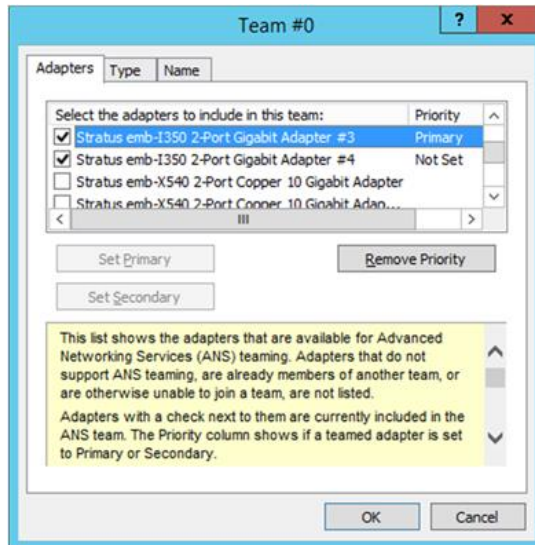 Team #0
?
x
Adapters Type Name
Select the adapters to include in this team: Priority
Stratus emb-I350 2-Port Gigabit Adapter #3 Primary
Stratus emb-I350 2-Port Gigabit Adapter #4 Not Set
Stratus emb-X540 2-Port Copper 10 Gigabit Adapter
Stratus emb-X540 2-Port Copper 10 Gigabit Adap...
Set Primary Remove Priority
Set Secondary
This list shows the adapters that are available for Advanced
Networking Services (ANS) teaming. Adapters that do not
support ANS teaming, are already members of another team, or
are otherwise unable to join a team, are not listed.
Adapters with a check next to them are currently included in the
ANS team. The Priority column shows if a teamed adapter is set
to Primary or Secondary.
OK Cancel